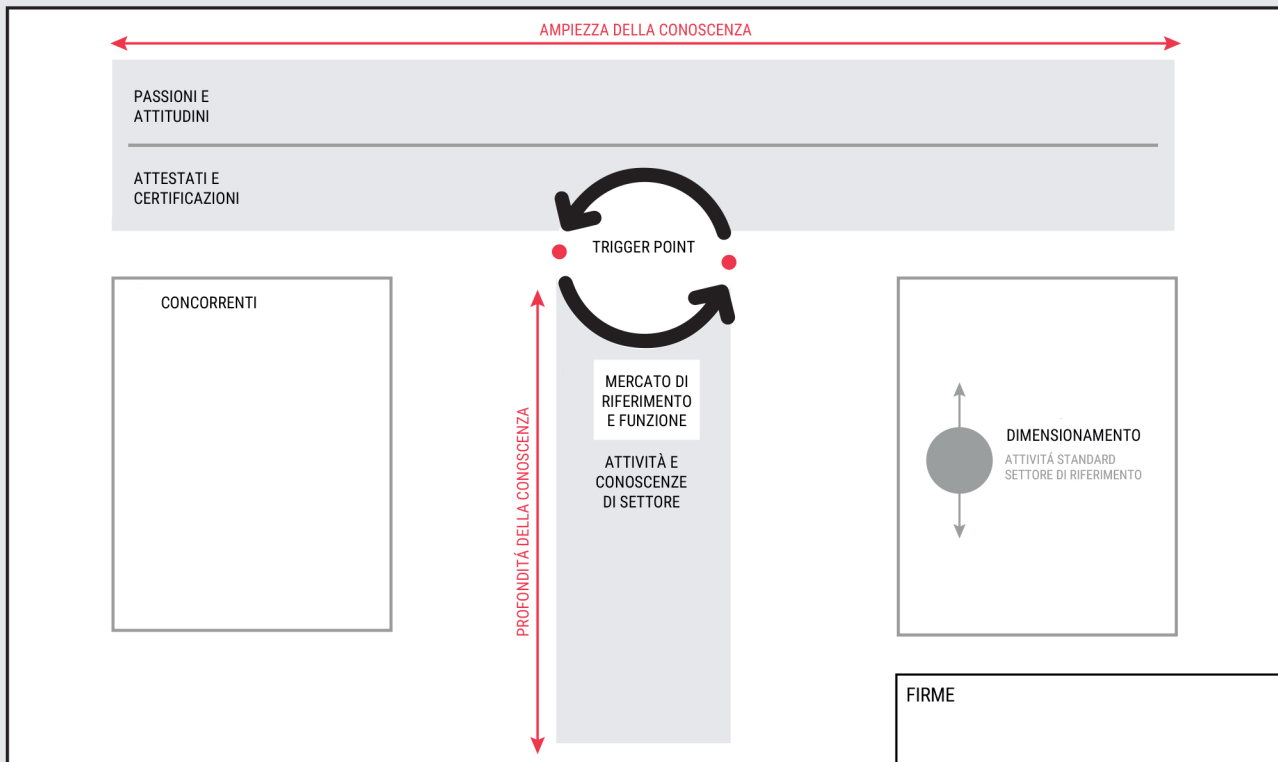 AMPIEZZA DELLA CONOSCENZA
PASSIONI E
ATTITUDINI
ATTESTATI E
CERTIFICAZIONI
TRIGGER POINT
CONCORRENTI
PROFONDITÁ DELLA CONOSCENZA
MERCATO DI
RIFERIMENTO
E FUNZIONE
ATTIVITÀ E
CONOSCENZE
DI SETTORE
DIMENSIONAMENTO
ATTIVITÁ STANDARD
SETTORE DI RIFERIMENTO
FIRME